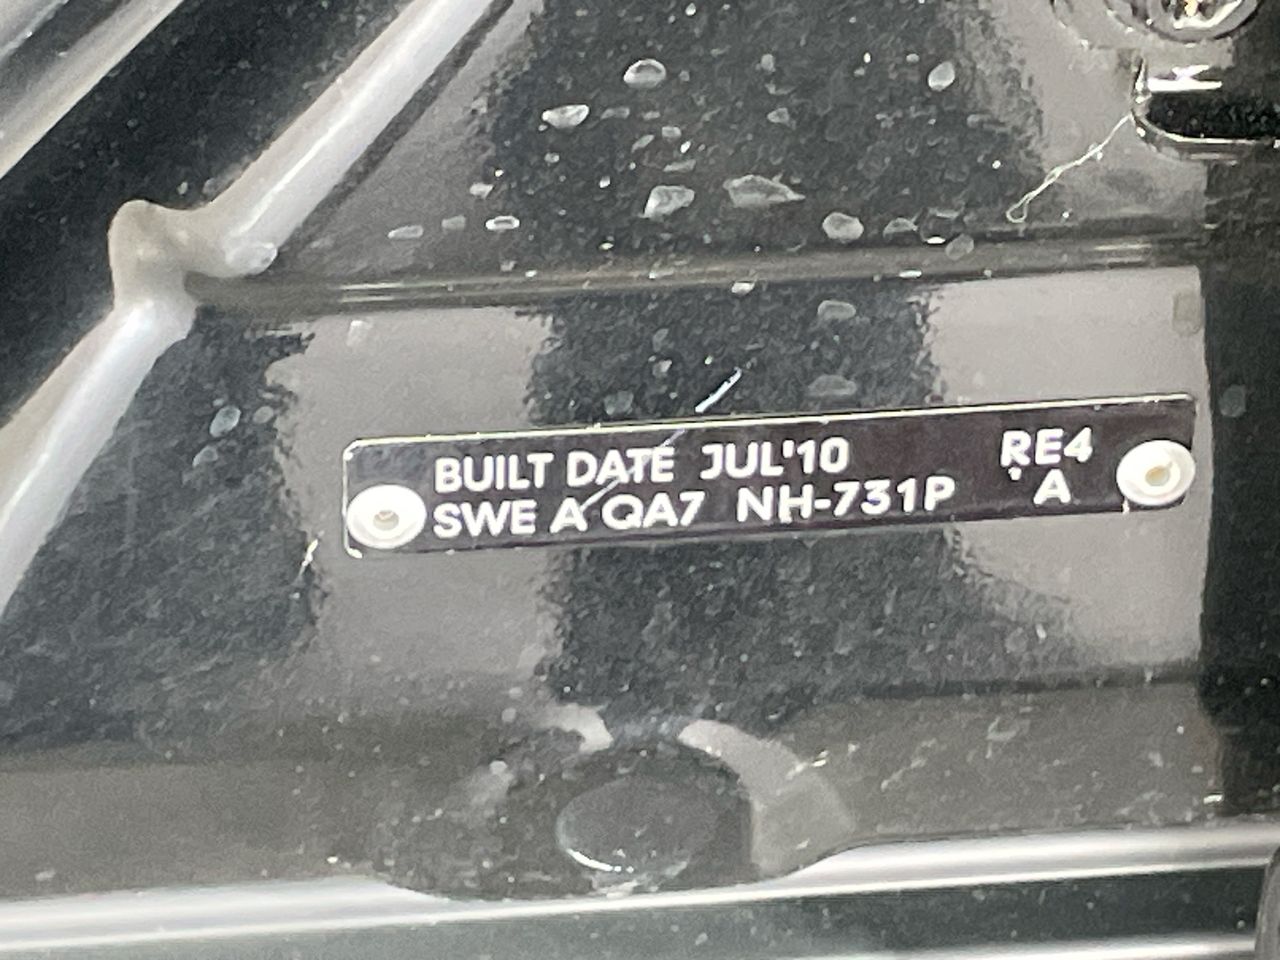 BUILT DATE JUL'10 RE4
SWE A QA7 NH-731P A